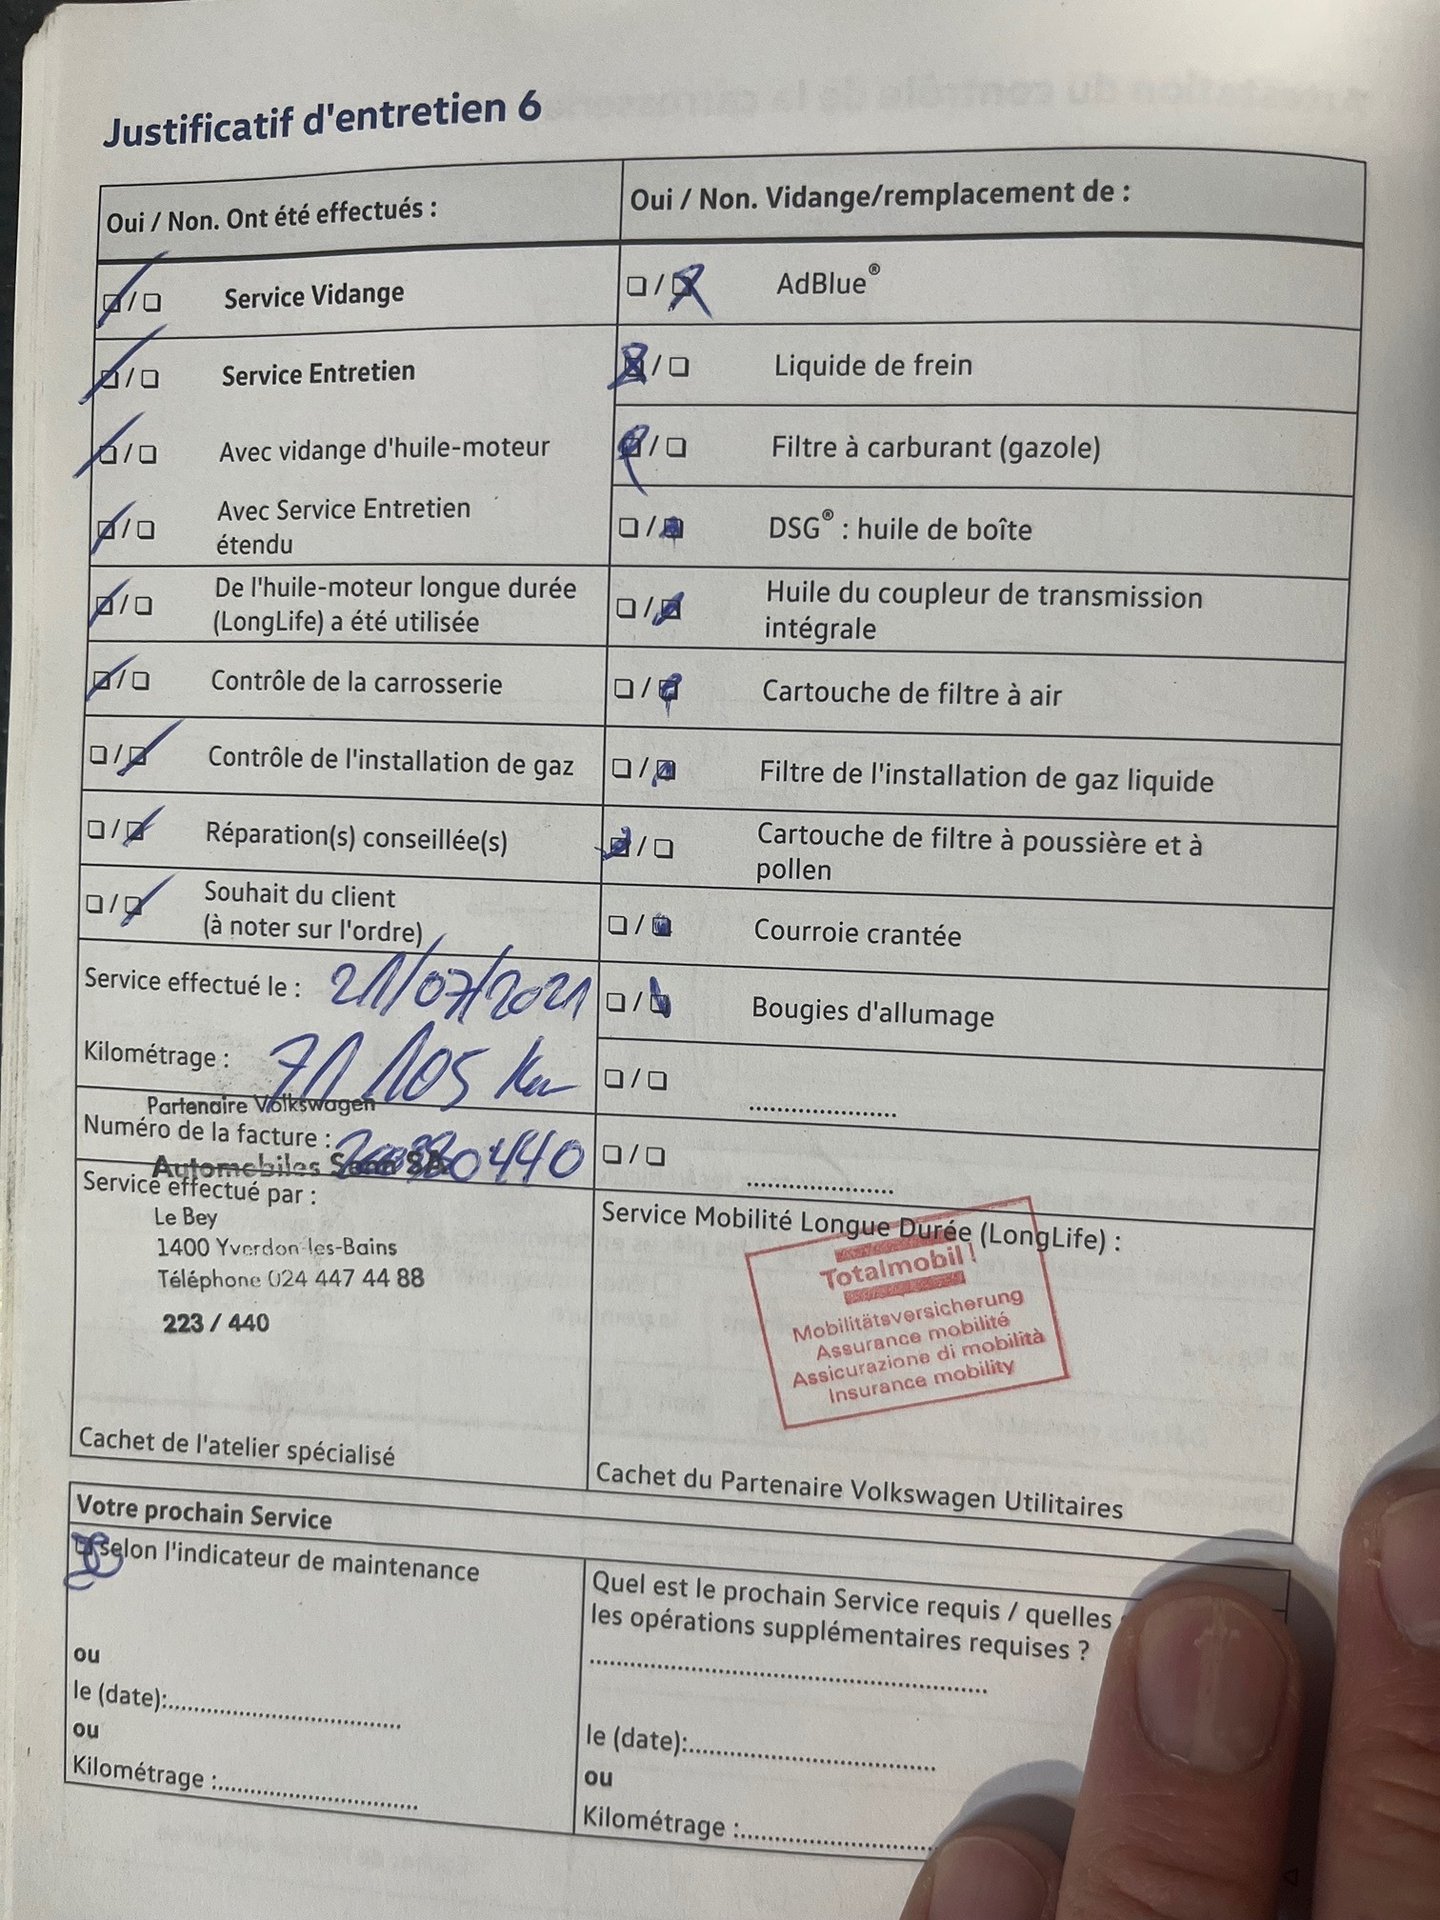 Justificatif d'entretien 6
Oui / Non. Ont été effectués :
☑/☐ Service Vidange
☑/☐ Service Entretien
☑/☐ Avec vidange d'huile-moteur
☑/☐ Avec Service Entretien
étendu
☑/☐ De l'huile-moteur longue durée
(LongLife) a été utilisée
☑/☐ Contrôle de la carrosserie
☐/☑ Contrôle de l'installation de gaz
☐/☑ Réparation(s) conseillée(s)
☐/☑ Souhait du client
(à noter sur l'ordre)
Service effectué le : 21/07/2021
Kilométrage : 71 105 Km
Partenaire Volkswagen
Numéro de la facture : 440
Automobiles Senn SA
Service effectué par :
Le Bey
1400 Yverdon-les-Bains
Téléphone 024 447 44 88
223 / 440
Cachet de l'atelier spécialisé
Oui / Non. Vidange/remplacement de :
☐/☒ AdBlue®
☒/☐ Liquide de frein
☑/☐ Filtre à carburant (gazole)
☐/☑ DSG® : huile de boîte
☐/☑ Huile du coupleur de transmission
intégrale
☐/☑ Cartouche de filtre à air
☐/☑ Filtre de l'installation de gaz liquide
☑/☐ Cartouche de filtre à poussière et à
pollen
☐/☑ Courroie crantée
☐/☑ Bougies d'allumage
☐/☐ ......................
☐/☐ ......................
Service Mobilité Longue Durée (LongLife) :
Totalmobil!
Mobilitätsversicherung
Assurance mobilité
Assicurazione di mobilità
Insurance mobility
Cachet du Partenaire Volkswagen Utilitaires
Votre prochain Service
☑ selon l'indicateur de maintenance
ou
le (date):...................................
ou
Kilométrage :..............................
Quel est le prochain Service requis / quelles
les opérations supplémentaires requises ?
............................................................
le (date):.....................................
ou
Kilométrage :..............................